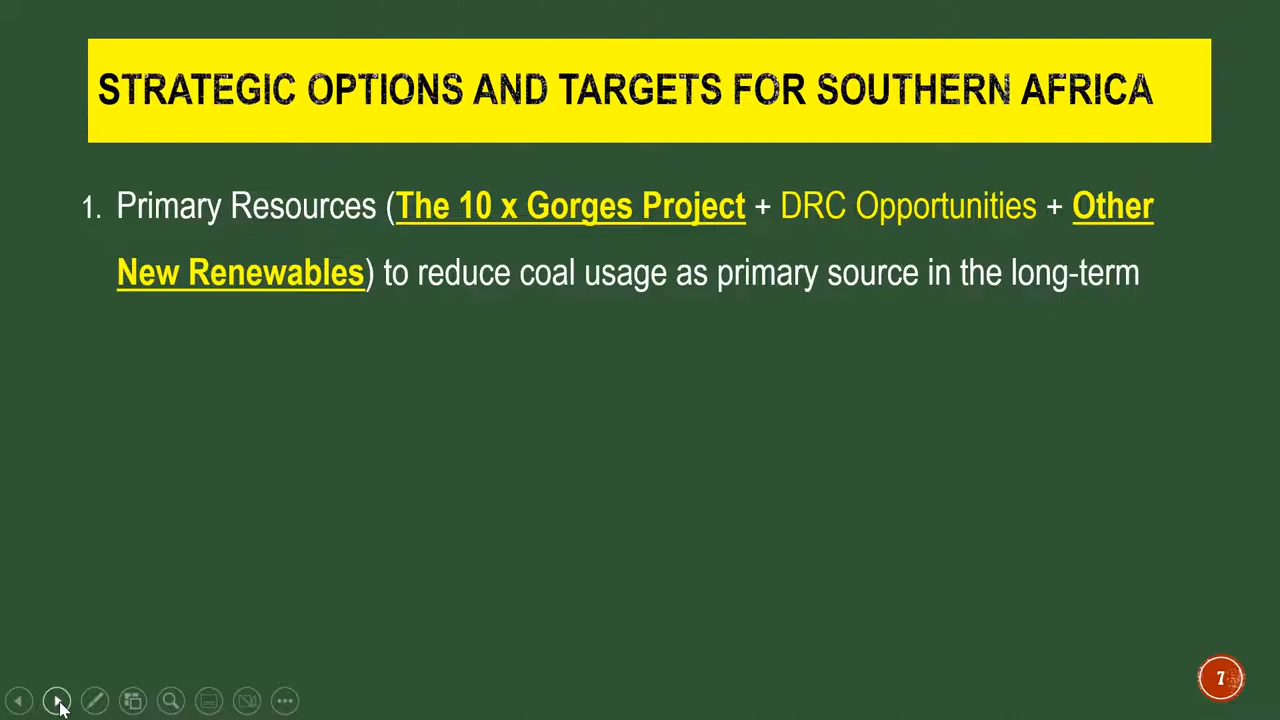 STRATEGIC OPTIONS AND TARGETS FOR SOUTHERN AFRICA
1. Primary Resources (The 10 x Gorges Project + DRC Opportunities + Other
New Renewables) to reduce coal usage as primary source in the long-term
7